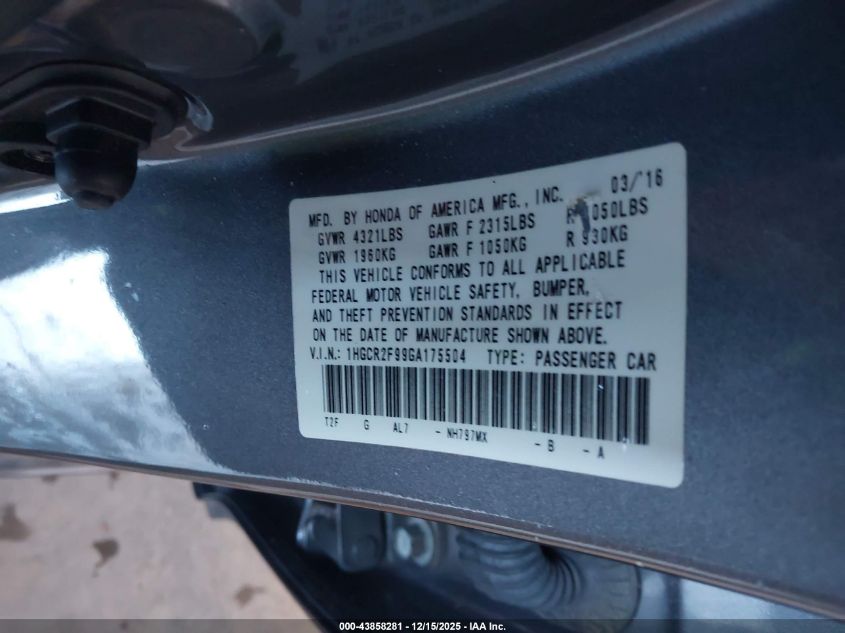 MFD. BY HONDA OF AMERICA MFG., INC. 03/'16
GVWR 4321LBS GAWR F 2315LBS R 050LBS
GVWR 1960KG GAWR F 1050KG R 930KG
THIS VEHICLE CONFORMS TO ALL APPLICABLE
FEDERAL MOTOR VEHICLE SAFETY, BUMPER,
AND THEFT PREVENTION STANDARDS IN EFFECT
ON THE DATE OF MANUFACTURE SHOWN ABOVE.
V.I.N.: 1HGCR2F99GA175504 TYPE: PASSENGER CAR
T2F G AL7 - NH797MX - B - A
000-43858281 - 12/15/2025 - IAA Inc.